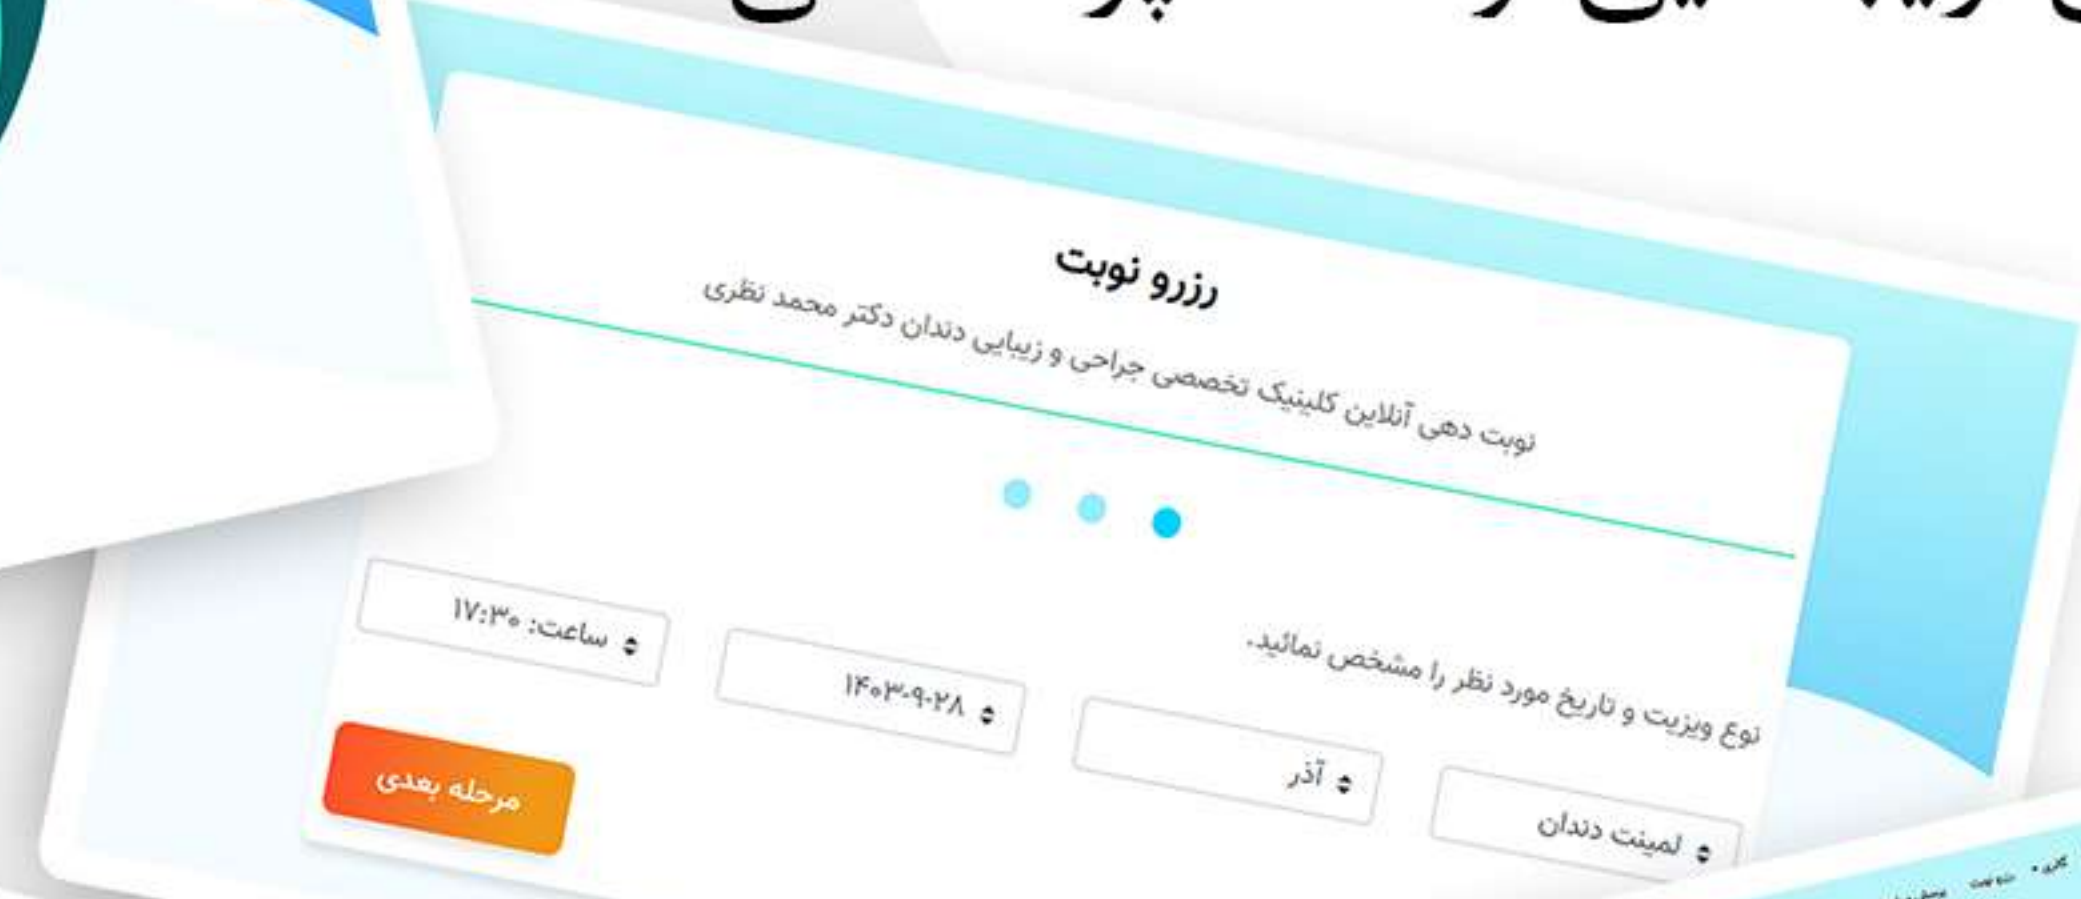 رزرو نوبت
نوبت دهی آنلاین کلینیک تخصصی جراحی و زیبایی دندان دکتر محمد نظری
نوع ویزیت و تاریخ مورد نظر را مشخص نمائید.
لمینت دندان
آذر
۱۴۰۳-۹-۲۸
ساعت: ۱۷:۳۰
مرحله بعدی